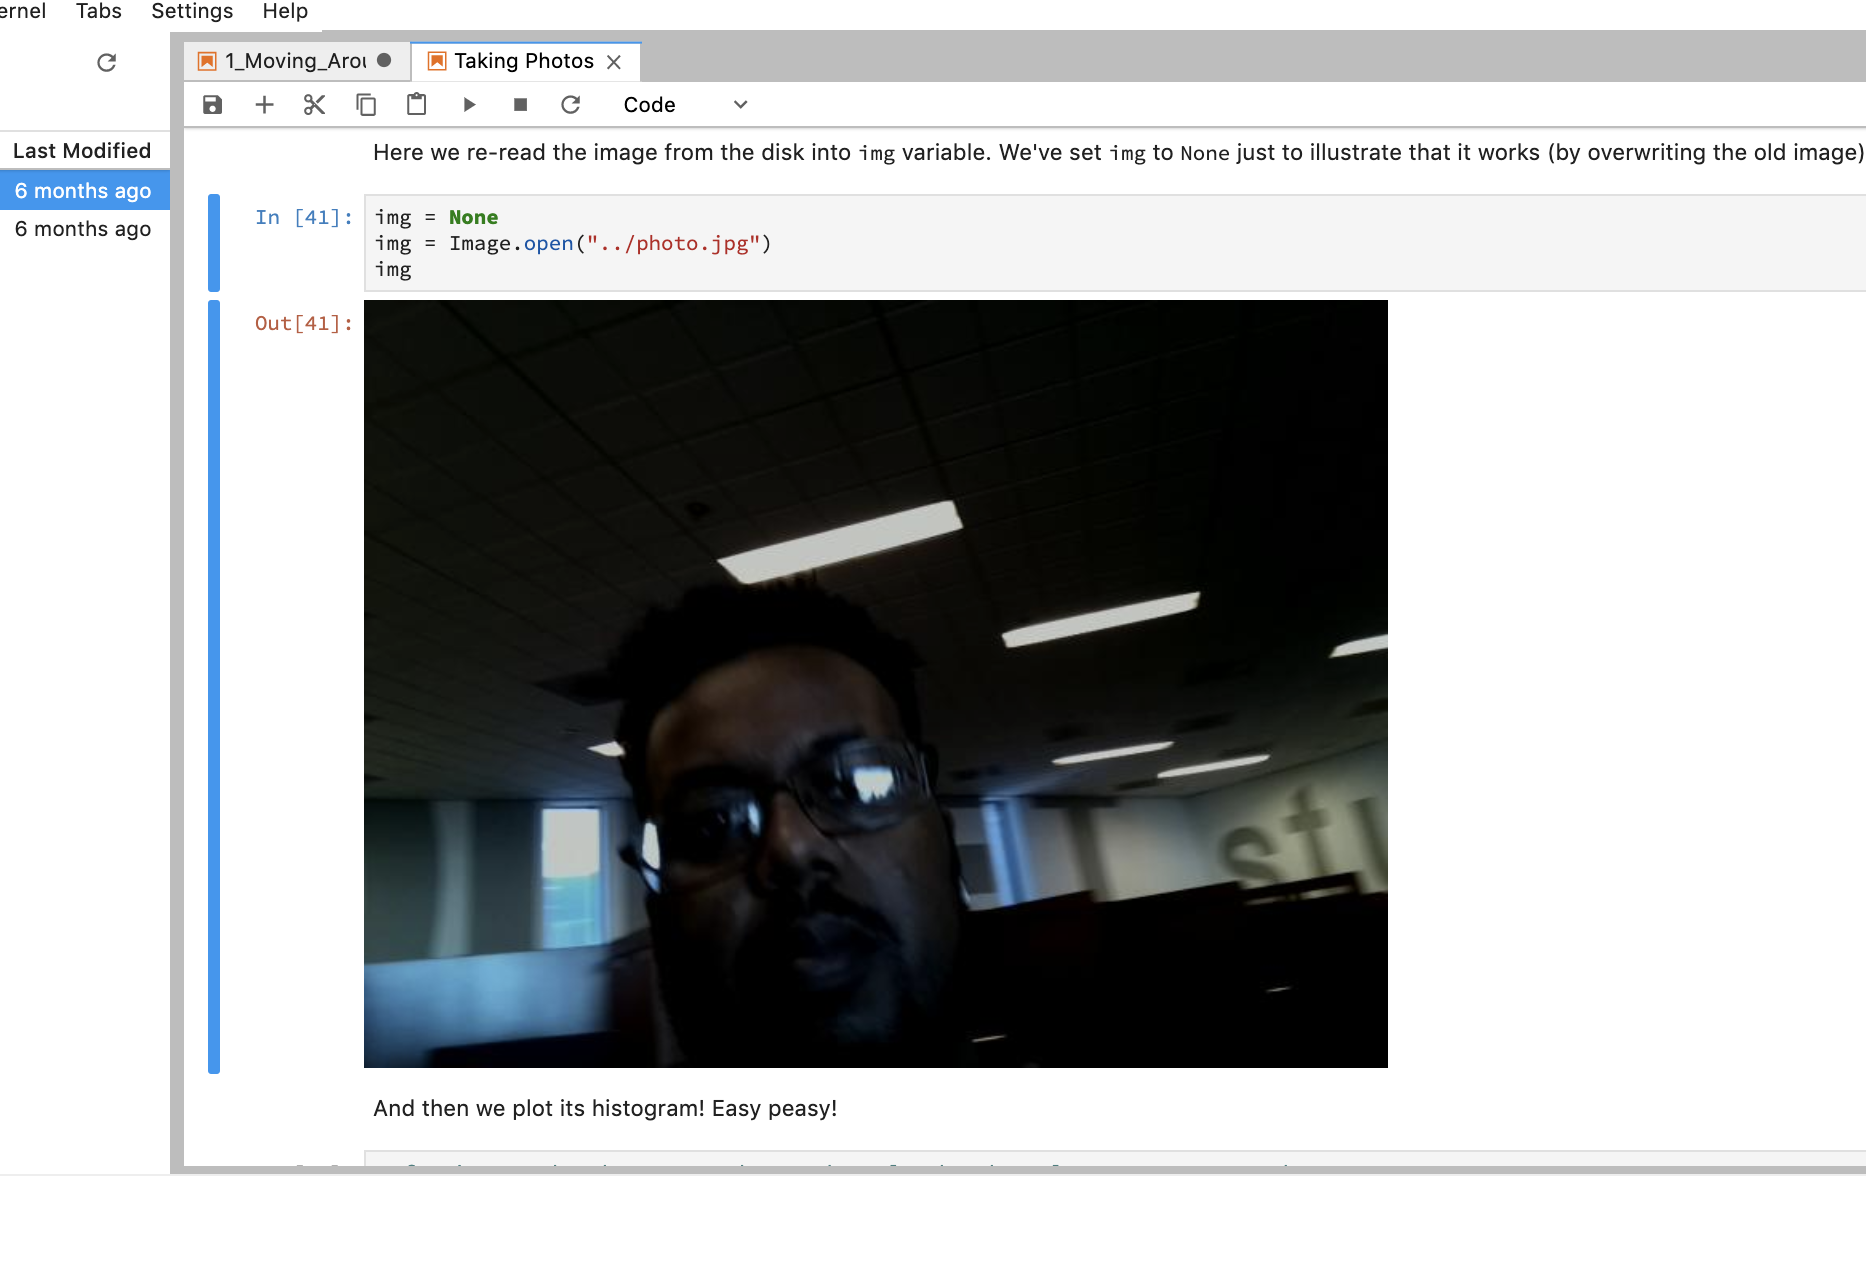 ernel Tabs Settings Help
1_Moving_Arou
Taking Photos
Code
Last Modified
6 months ago
6 months ago
Here we re-read the image from the disk into img variable. We've set img to None just to illustrate that it works (by overwriting the old image)
In [41]:
img = None
img = Image.open("../photo.jpg")
img
Out[41]:
st
And then we plot its histogram! Easy peasy!